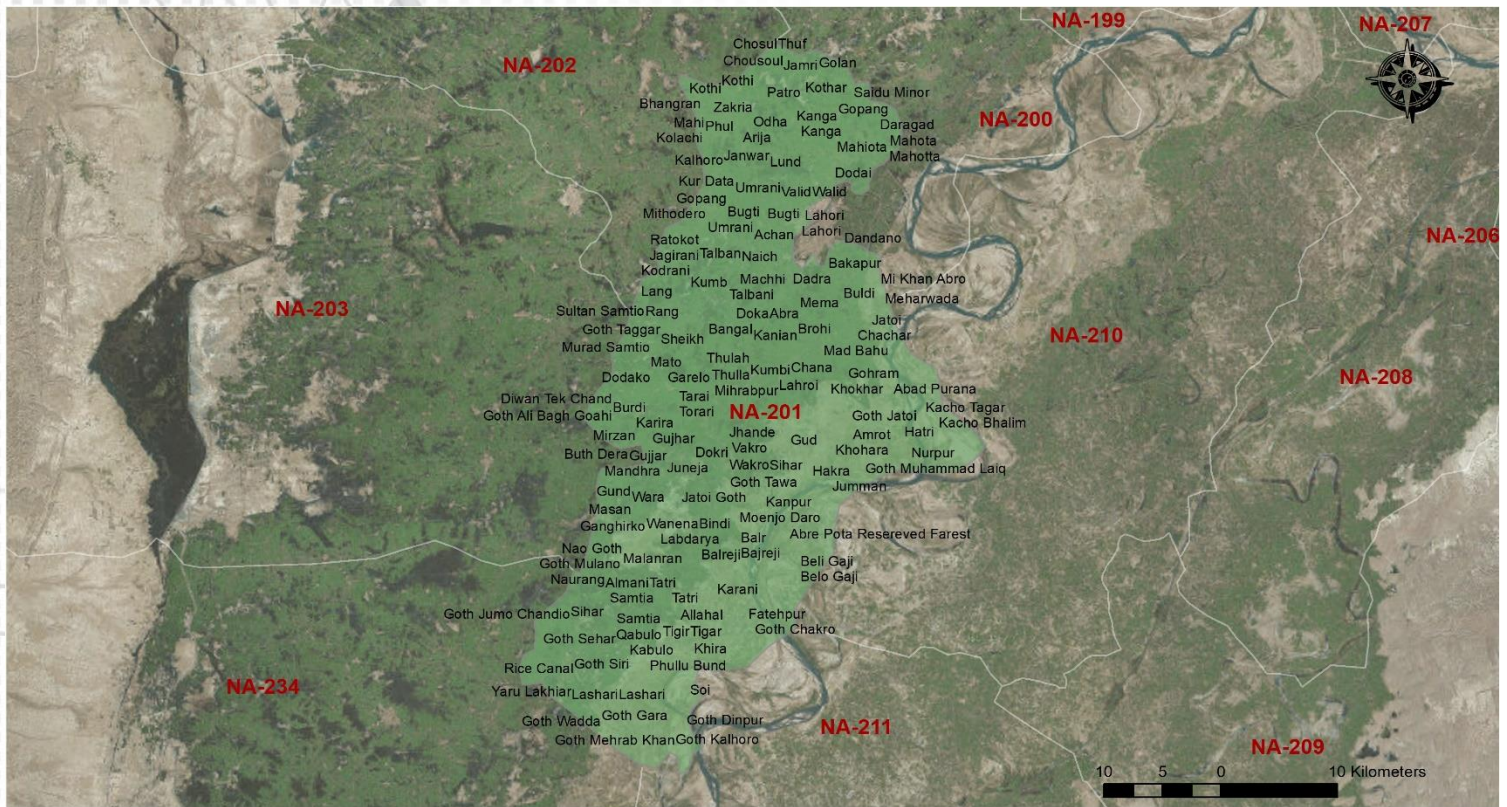 NA-199
NA-207
NA-202
NA-200
NA-206
NA-203
NA-210
NA-208
NA-201
NA-234
NA-211
NA-209
Chosul Thuf
Chousoul Jamri Golan
Kothi Kothi Patro Kothar Saidu Minor
Bhangran Zakria Gopang
Mahi Phul Odha Kanga Daragad
Kolachi Arija Kanga Mahota
Kalhoro Janwar Lund Mahiota Mahotta
Dodai
Kur Data Umrani Valid Walid
Gopang
Mithodero Bugti Bugti Lahori
Umrani Achan Lahori Dandano
Ratokot
Jagirani Talban Naich
Kodrani Bakapur
Kumb Machhi Dadra Mi Khan Abro
Lang Talbani Merna Buldi Meharwada
Sultan Samtio Rang Doka Abra Jatoi
Goth Taggar Sheikh Bangal Kanian Brohi Chachar
Murad Samtio Mad Bahu
Mato Thulah Kumbi Chana
Dodako Garelo Thulla Gohram
Mihrabpur Lahroi Khokhar Abad Purana
Diwan Tek Chand Tarai
Goth Ali Bagh Goahi Burdi Torari Goth Jatoi Kacho Tagar
Karira Kacho Bhalim
Mirzan Gujhar Jhande Gud Amrot Hatri
Buth Dera Gujjar Dokri Vakro Khohara Nurpur
Mandhra Juneja Wakro Sihar Hakra Goth Muhammad Laiq
Goth Tawa Jumman
Gund Wara Jatoi Goth Kanpur
Masan
Ganghirko Wanena Bindi Moenjo Daro
Labdarya Balr Abre Pota Resereved Farest
Nao Goth
Goth Mulano Malanran Balreji Bajreji Beli Gaji
Naurang Almani Tatri Karani Belo Gaji
Samtia Tatri
Goth Jumo Chandio Sihar Samtia Allahal Fatehpur
Goth Sehar Qabulo Tigir Tigar Goth Chakro
Kabulo Khira
Rice Canal Goth Siri Phullu Bund
Yaru Lakhiar Lashari Lashari Soi
Goth Wadda Goth Gara Goth Dinpur
Goth Mehrab Khan Goth Kalhoro
10 5 0 10 Kilometers